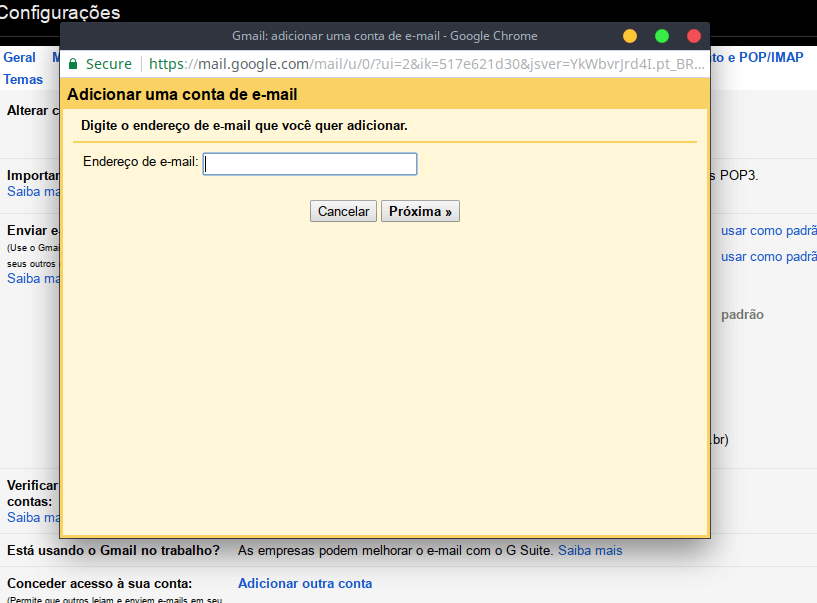 Configurações
Gmail: adicionar uma conta de e-mail - Google Chrome
Secure https://mail.google.com/mail/u/0/?ui=2&ik=517e621d30&jsver=YkWbvrJrd4I.pt_BR...
Geral M to e POP/IMAP
Temas
Adicionar uma conta de e-mail
Digite o endereço de e-mail que você quer adicionar.
Endereço de e-mail:
Cancelar Próxima »
Alterar c
Importar s POP3.
Saiba ma
Enviar e- usar como padrã
(Use o Gmai
seus outros usar como padrã
Saiba ma
padrão
.br)
Verificar
contas:
Saiba ma
Está usando o Gmail no trabalho? As empresas podem melhorar o e-mail com o G Suite. Saiba mais
Conceder acesso à sua conta: Adicionar outra conta
(Permite que outros leiam e enviem e-mails em seu